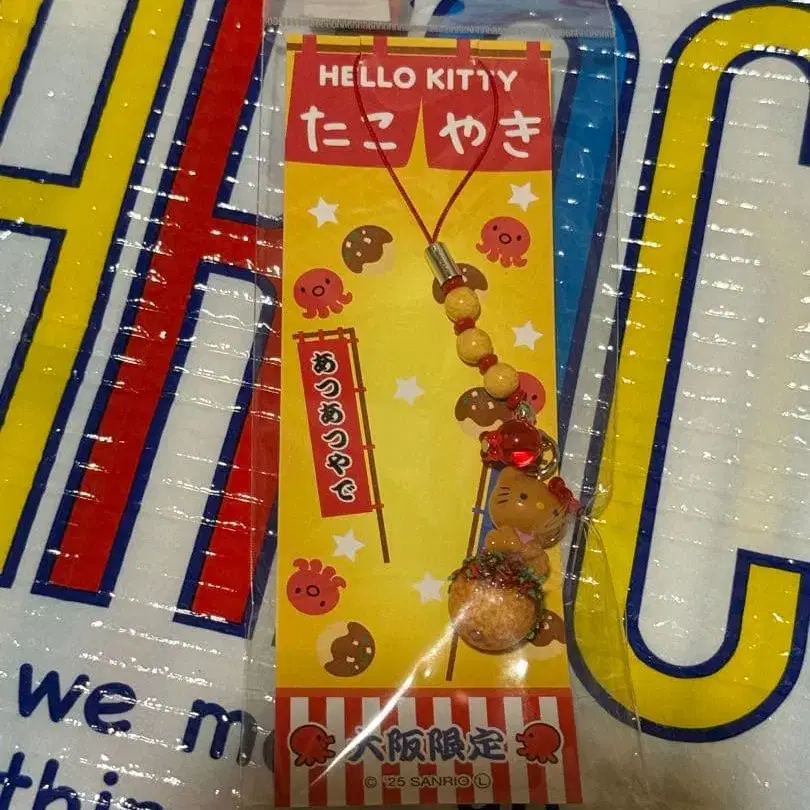 HELLO KITTY
たこ やき
あつあつやで
大阪限定
© '25 SANRIO Ⓛ
we m
thin